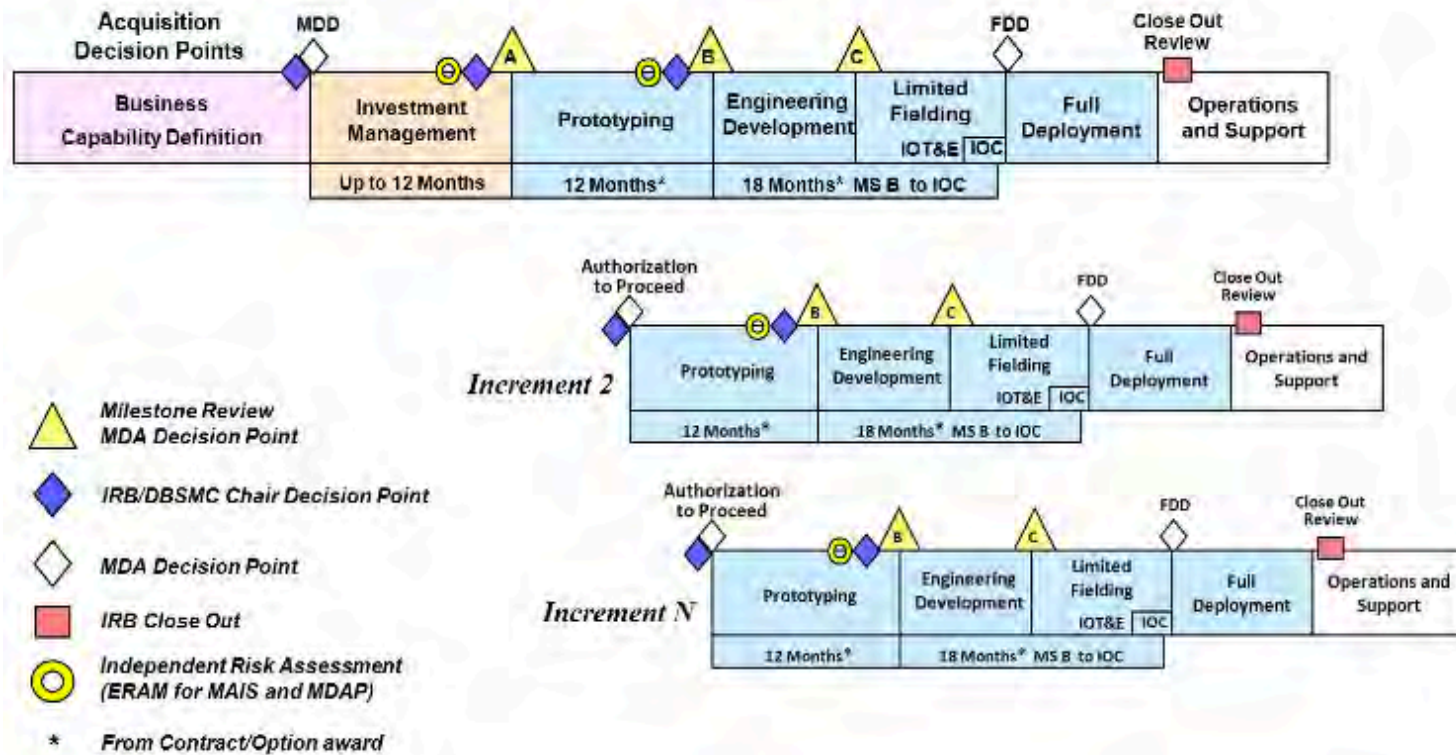 Acquisition
Decision Points
MDD
A
B
C
FDD
Close Out
Review
Business
Capability Definition
Investment
Management
Prototyping
Engineering
Development
Limited
Fielding
IOT&E IOC
Full
Deployment
Operations
and Support
Up to 12 Months
12 Months*
18 Months* MS B to IOC
Authorization
to Proceed
B
C
FDD
Close Out
Review
Increment 2
Prototyping
Engineering
Development
Limited
Fielding
IOT&E IOC
Full
Deployment
Operations and
Support
12 Months*
18 Months* MS B to IOC
Authorization
to Proceed
B
C
FDD
Close Out
Review
Increment N
Prototyping
Engineering
Development
Limited
Fielding
IOT&E IOC
Full
Deployment
Operations and
Support
12 Months*
18 Months* MS B to IOC
Milestone Review
MDA Decision Point
IRB/DBSMC Chair Decision Point
MDA Decision Point
IRB Close Out
Independent Risk Assessment
(ERAM for MAIS and MDAP)
* From Contract/Option award